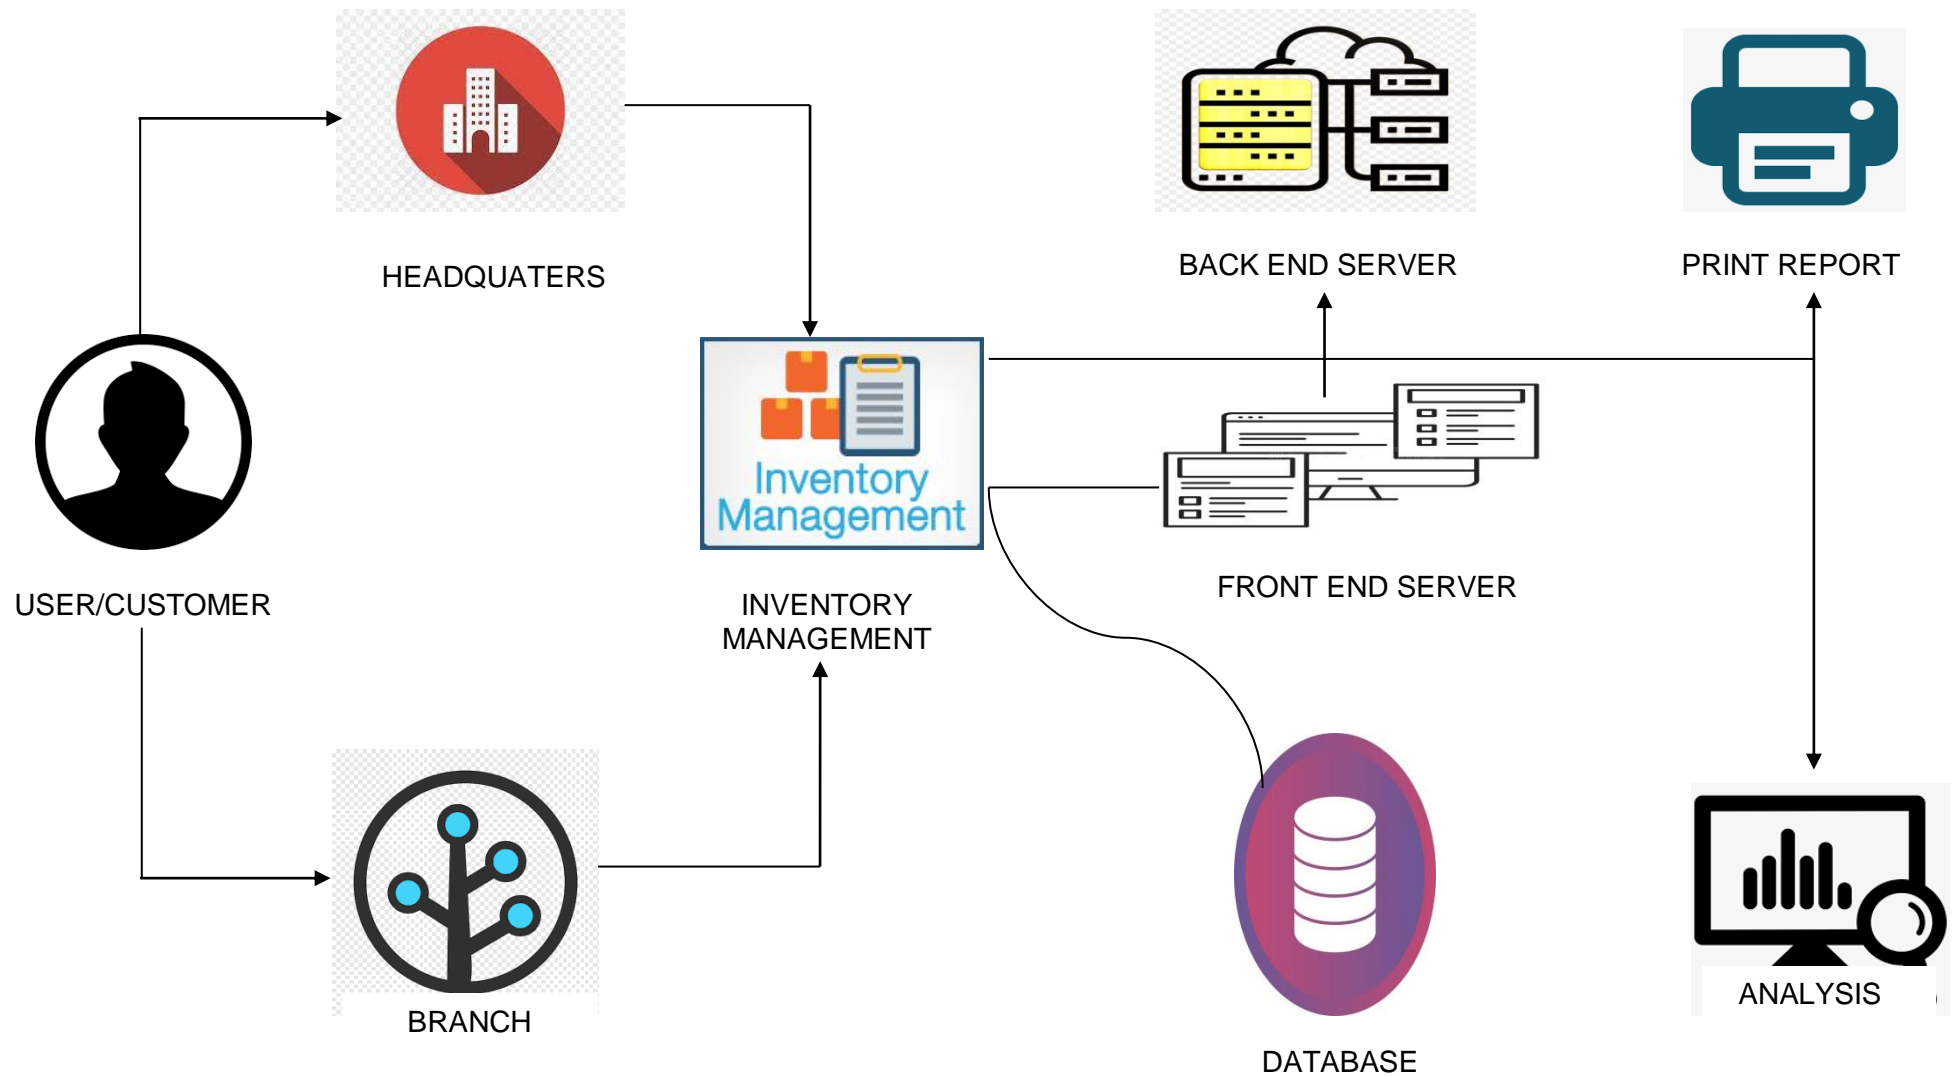 HEADQUATERS
BACK END SERVER
PRINT REPORT
Inventory
Management
USER/CUSTOMER
INVENTORY
MANAGEMENT
FRONT END SERVER
BRANCH
DATABASE
ANALYSIS